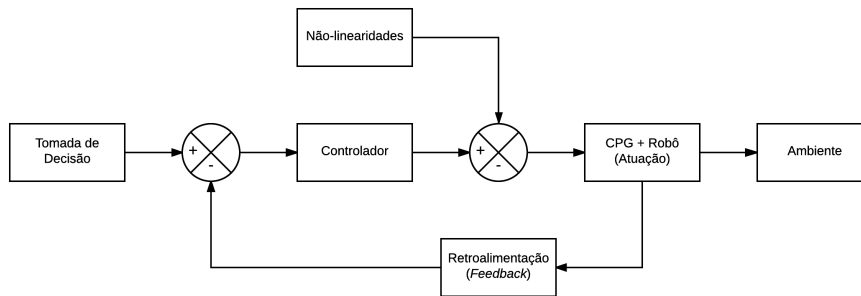 Não-linearidades
Tomada de
Decisão
+
-
Controlador
+
-
CPG + Robô
(Atuação)
Ambiente
Retroalimentação
(Feedback)